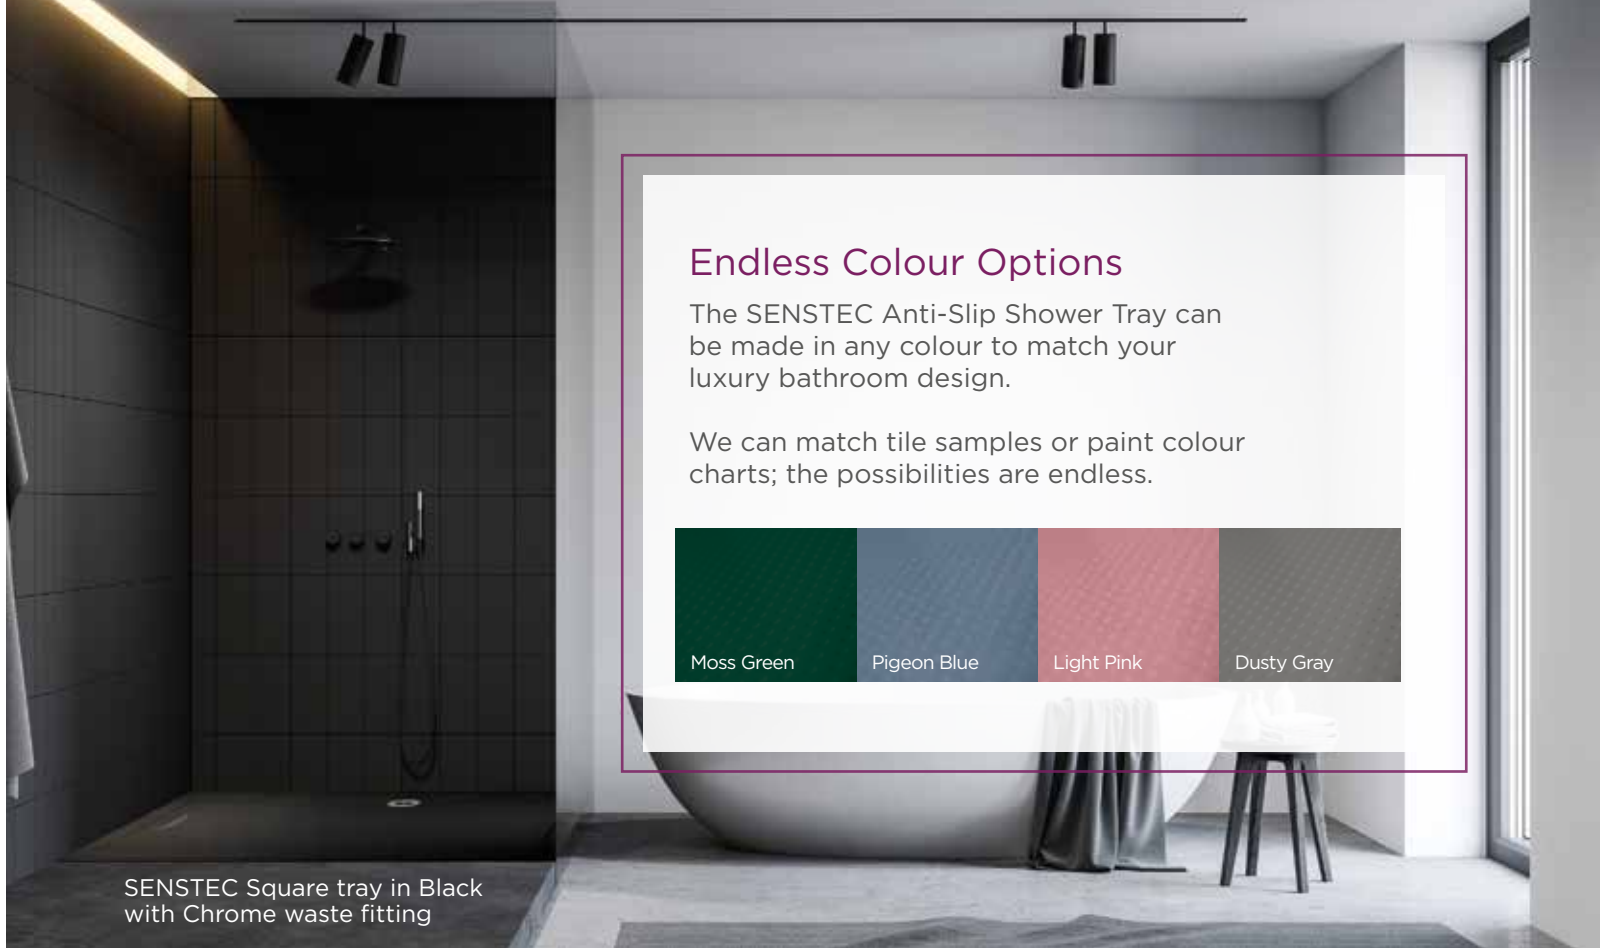 Endless Colour Options
The SENSTEC Anti-Slip Shower Tray can
be made in any colour to match your
luxury bathroom design.
We can match tile samples or paint colour
charts; the possibilities are endless.
Moss Green
Pigeon Blue
Light Pink
Dusty Gray
SENSTEC Square tray in Black
with Chrome waste fitting